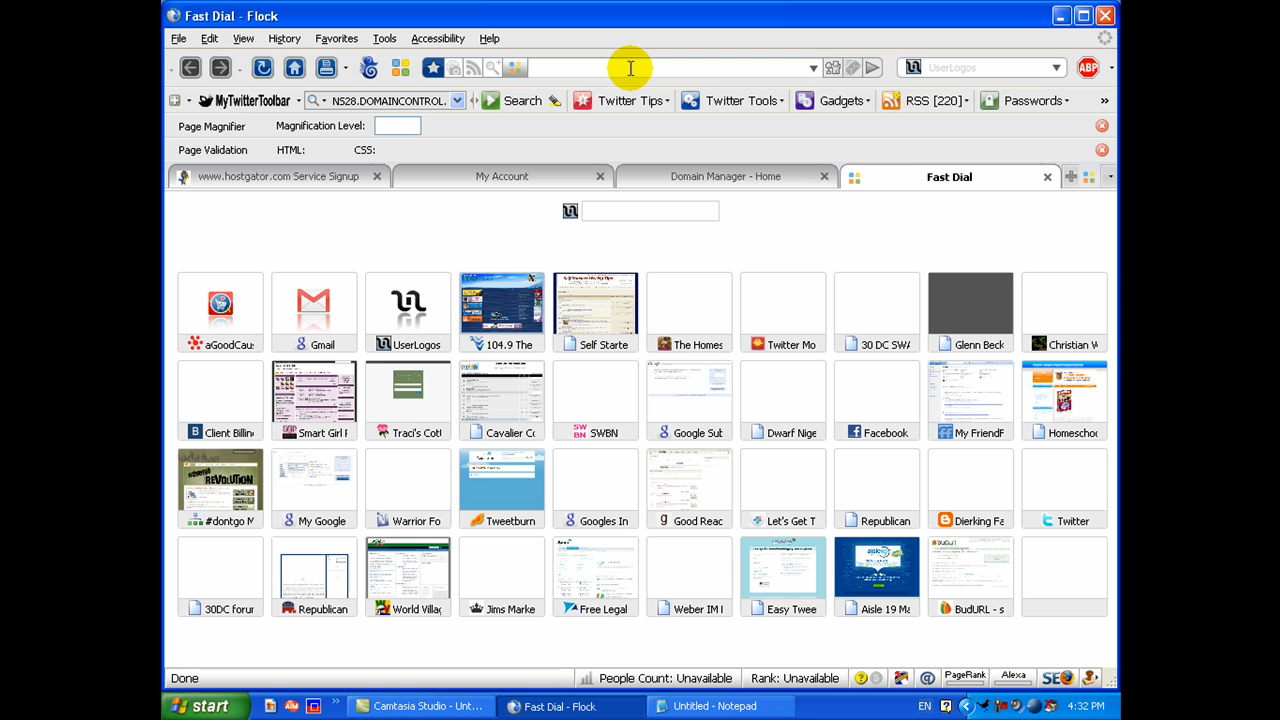 Fast Dial - Flock
File Edit View History Favorites Tools Accessibility Help
UserLogos ABP
MyTwitterToolbar NS28.DOMAINCONTROL. Search Twitter Tips Twitter Tools Gadgets RSS [220] Passwords »
Page Magnifier Magnification Level:
Page Validation HTML: CSS:
www.hostgator.com Service Signup My Account Domain Manager - Home Fast Dial
aGoodCau: Gmail UserLogos 104.9 The Self Starte The Homes Twitter Mo 30 DC SWA Glenn Beck Christian W
Client Billin Smart Girl P Traci's Cott Cavalier Co SWBN Google Sub Dwarf Nige Facebook My FriendF Homeschoo
#dontgo M My Google Warrior Fo Tweetburn Googles In Good Reac Let's Get T Republican Dierking Fa Twitter
30DC forur Republican World Villag Jims Marke Free Legal Weber IM I Easy Twee Aisle 19 Ma BudURL - s
Done People Count: Unavailable Rank: Unavailable PageRank Alexa SEO
start Camtasia Studio - Unt... Fast Dial - Flock Untitled - Notepad EN 4:32 PM